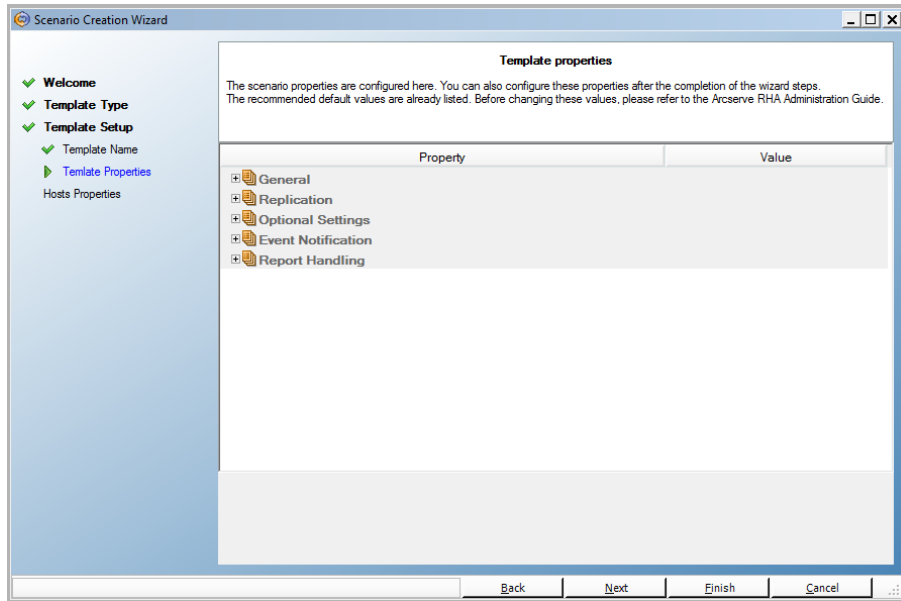 Scenario Creation Wizard
Welcome
Template Type
Template Setup
Template Name
Temlate Properties
Hosts Properties
Template properties
The scenario properties are configured here. You can also configure these properties after the completion of the wizard steps.
The recommended default values are already listed. Before changing these values, please refer to the Arcserve RHA Administration Guide.
Property Value
General
Replication
Optional Settings
Event Notification
Report Handling
Back Next Finish Cancel